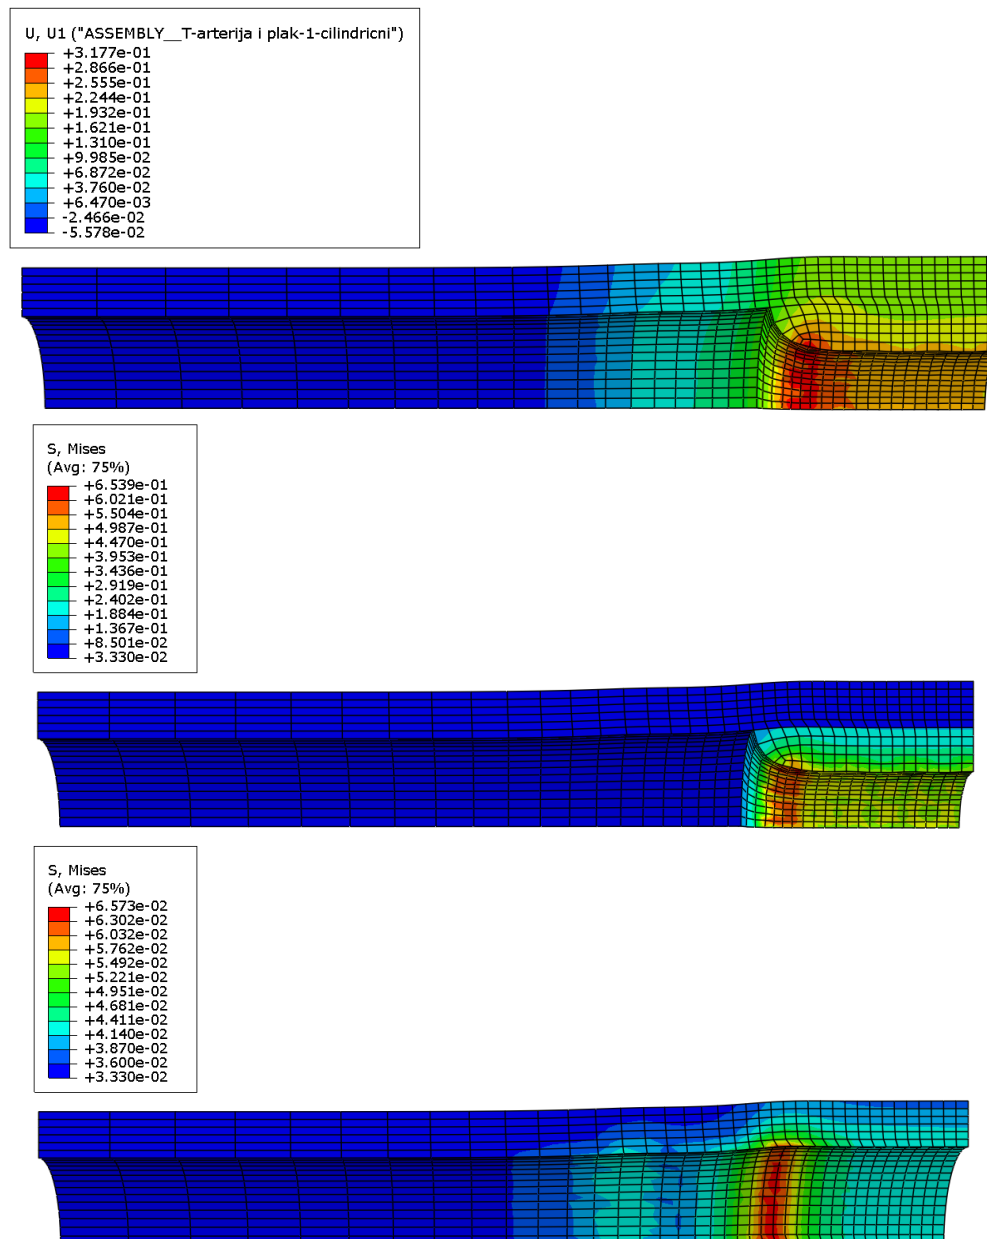 U, U1 ("ASSEMBLY__T-arterija i plak-1-cilindricni")
+3.177e-01
+2.866e-01
+2.555e-01
+2.244e-01
+1.932e-01
+1.621e-01
+1.310e-01
+9.985e-02
+6.872e-02
+3.760e-02
+6.470e-03
-2.466e-02
-5.578e-02
S, Mises
(Avg: 75%)
+6.539e-01
+6.021e-01
+5.504e-01
+4.987e-01
+4.470e-01
+3.953e-01
+3.436e-01
+2.919e-01
+2.402e-01
+1.884e-01
+1.367e-01
+8.501e-02
+3.330e-02
S, Mises
(Avg: 75%)
+6.573e-02
+6.302e-02
+6.032e-02
+5.762e-02
+5.492e-02
+5.221e-02
+4.951e-02
+4.681e-02
+4.411e-02
+4.140e-02
+3.870e-02
+3.600e-02
+3.330e-02